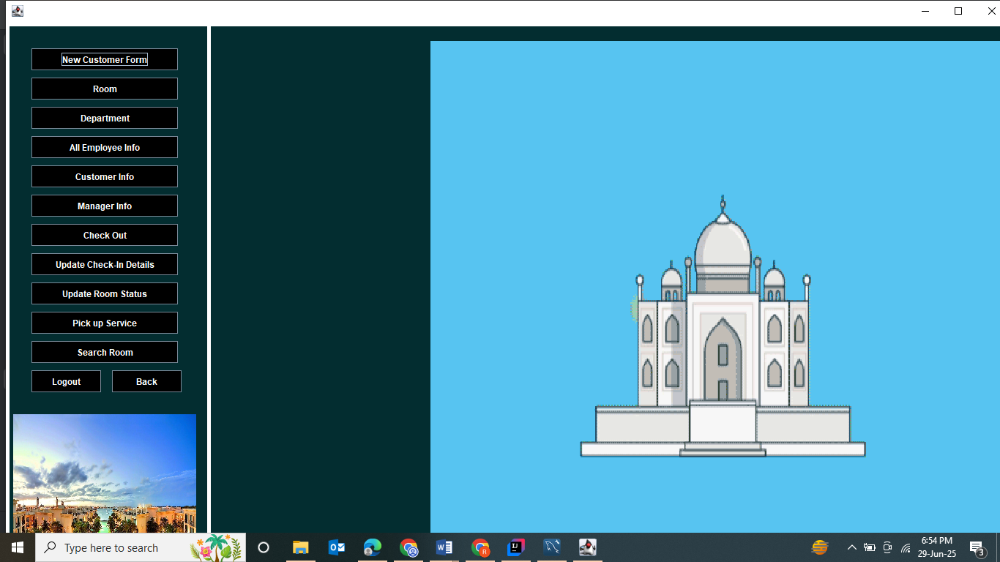 New Customer Form
Room
Department
All Employee Info
Customer Info
Manager Info
Check Out
Update Check-In Details
Update Room Status
Pick up Service
Search Room
Logout Back
Type here to search
6:54 PM
29-Jun-25
3